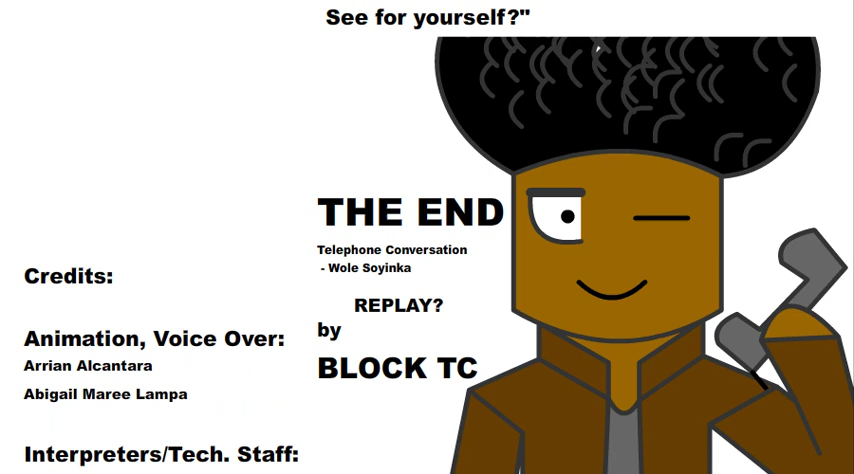 See for yourself?"
THE END
Telephone Conversation
- Wole Soyinka
REPLAY?
by
BLOCK TC
Credits:
Animation, Voice Over:
Arrian Alcantara
Abigail Maree Lampa
Interpreters/Tech. Staff: